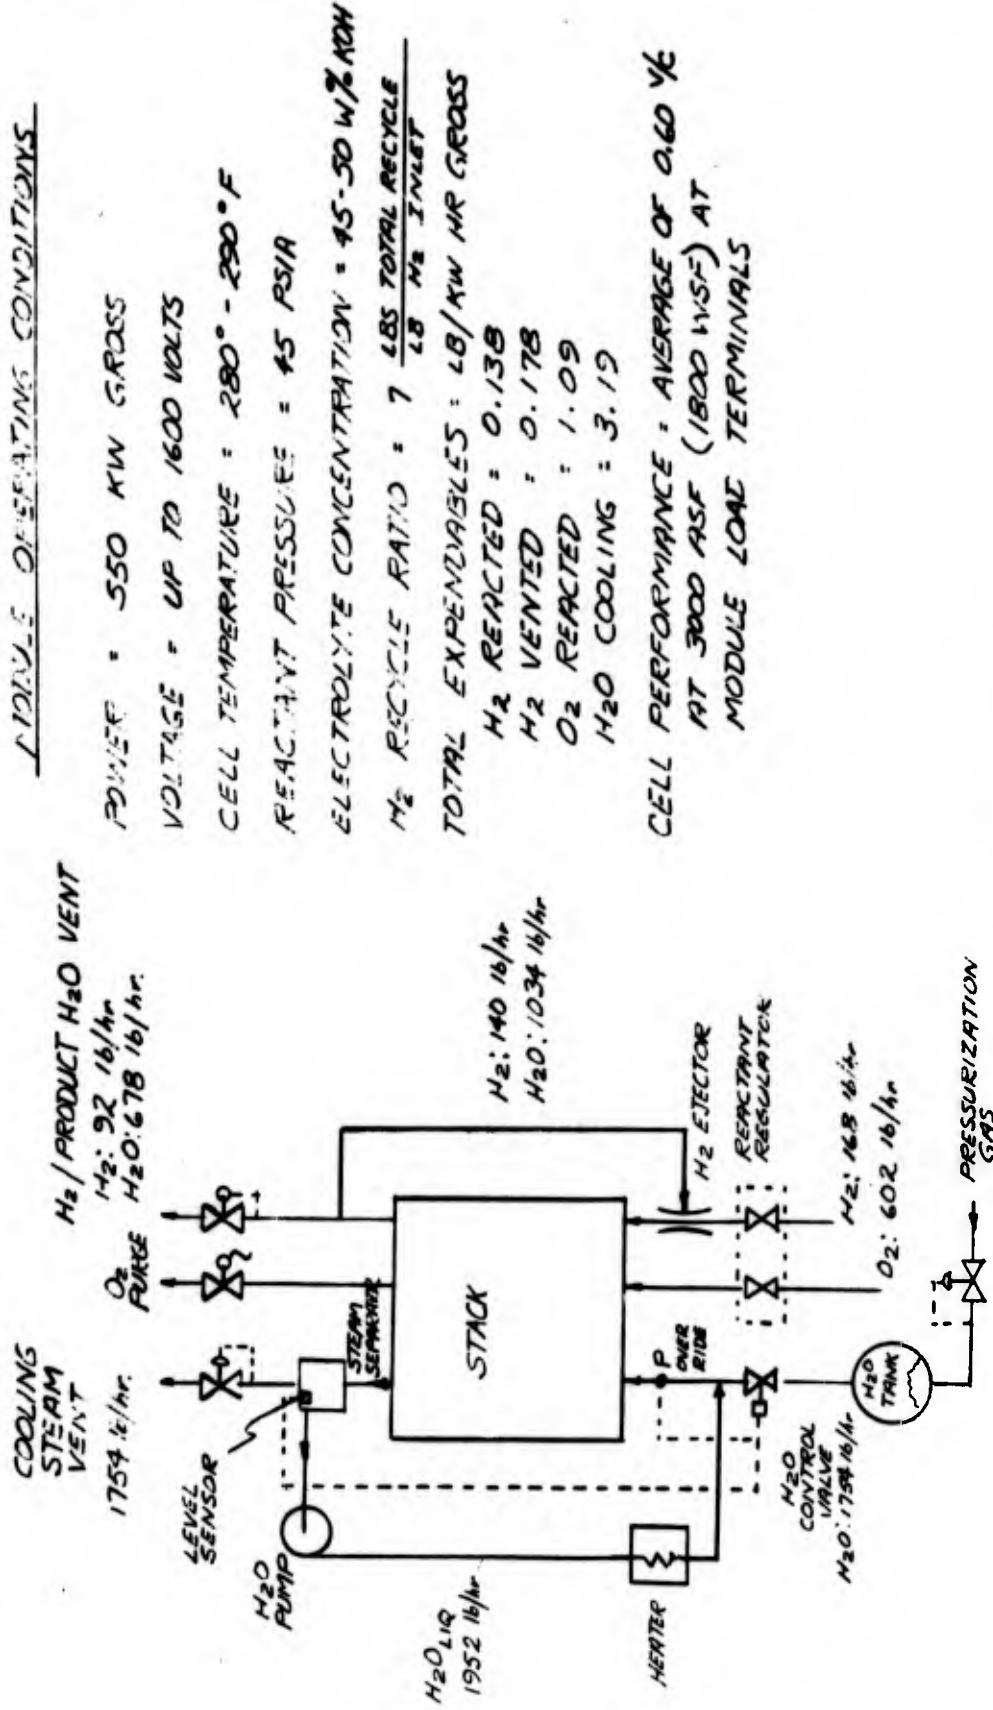 MODULE OPERATING CONDITIONS
POWER = 550 KW GROSS
VOLTAGE = UP TO 1600 VOLTS
CELL TEMPERATURE = 280° - 290° F
REACTANT PRESSURE = 45 PSIA
ELECTROLYTE CONCENTRATION = 45-50 W% KOH
H2 RECYCLE RATIO = 7 LBS TOTAL RECYCLE
LB H2 INLET
TOTAL EXPENDABLES = LB/KW HR GROSS
H2 REACTED = 0.138
H2 VENTED = 0.178
O2 REACTED = 1.09
H2O COOLING = 3.19
CELL PERFORMANCE = AVERAGE OF 0.60 V/C
AT 3000 ASF (1800 WSF) AT
MODULE LOAD TERMINALS
COOLING
STEAM
VENT
1754 lb/hr.
O2
PURGE
H2/PRODUCT H2O VENT
H2: 92 lb/hr
H2O: 678 lb/hr.
LEVEL
SENSOR
STEAM
SEPARATOR
H2O
PUMP
STACK
H2O LIQ
1952 lb/hr
HEATER
P
OVER
RIDE
H2: 140 lb/hr
H2O: 1034 lb/hr
H2 EJECTOR
REACTANT
REGULATOR
H2O
CONTROL
VALVE
H2O: 1754 lb/hr
H2O
TANK
H2: 168 lb/hr
O2: 602 lb/hr
PRESSURIZATION
GAS